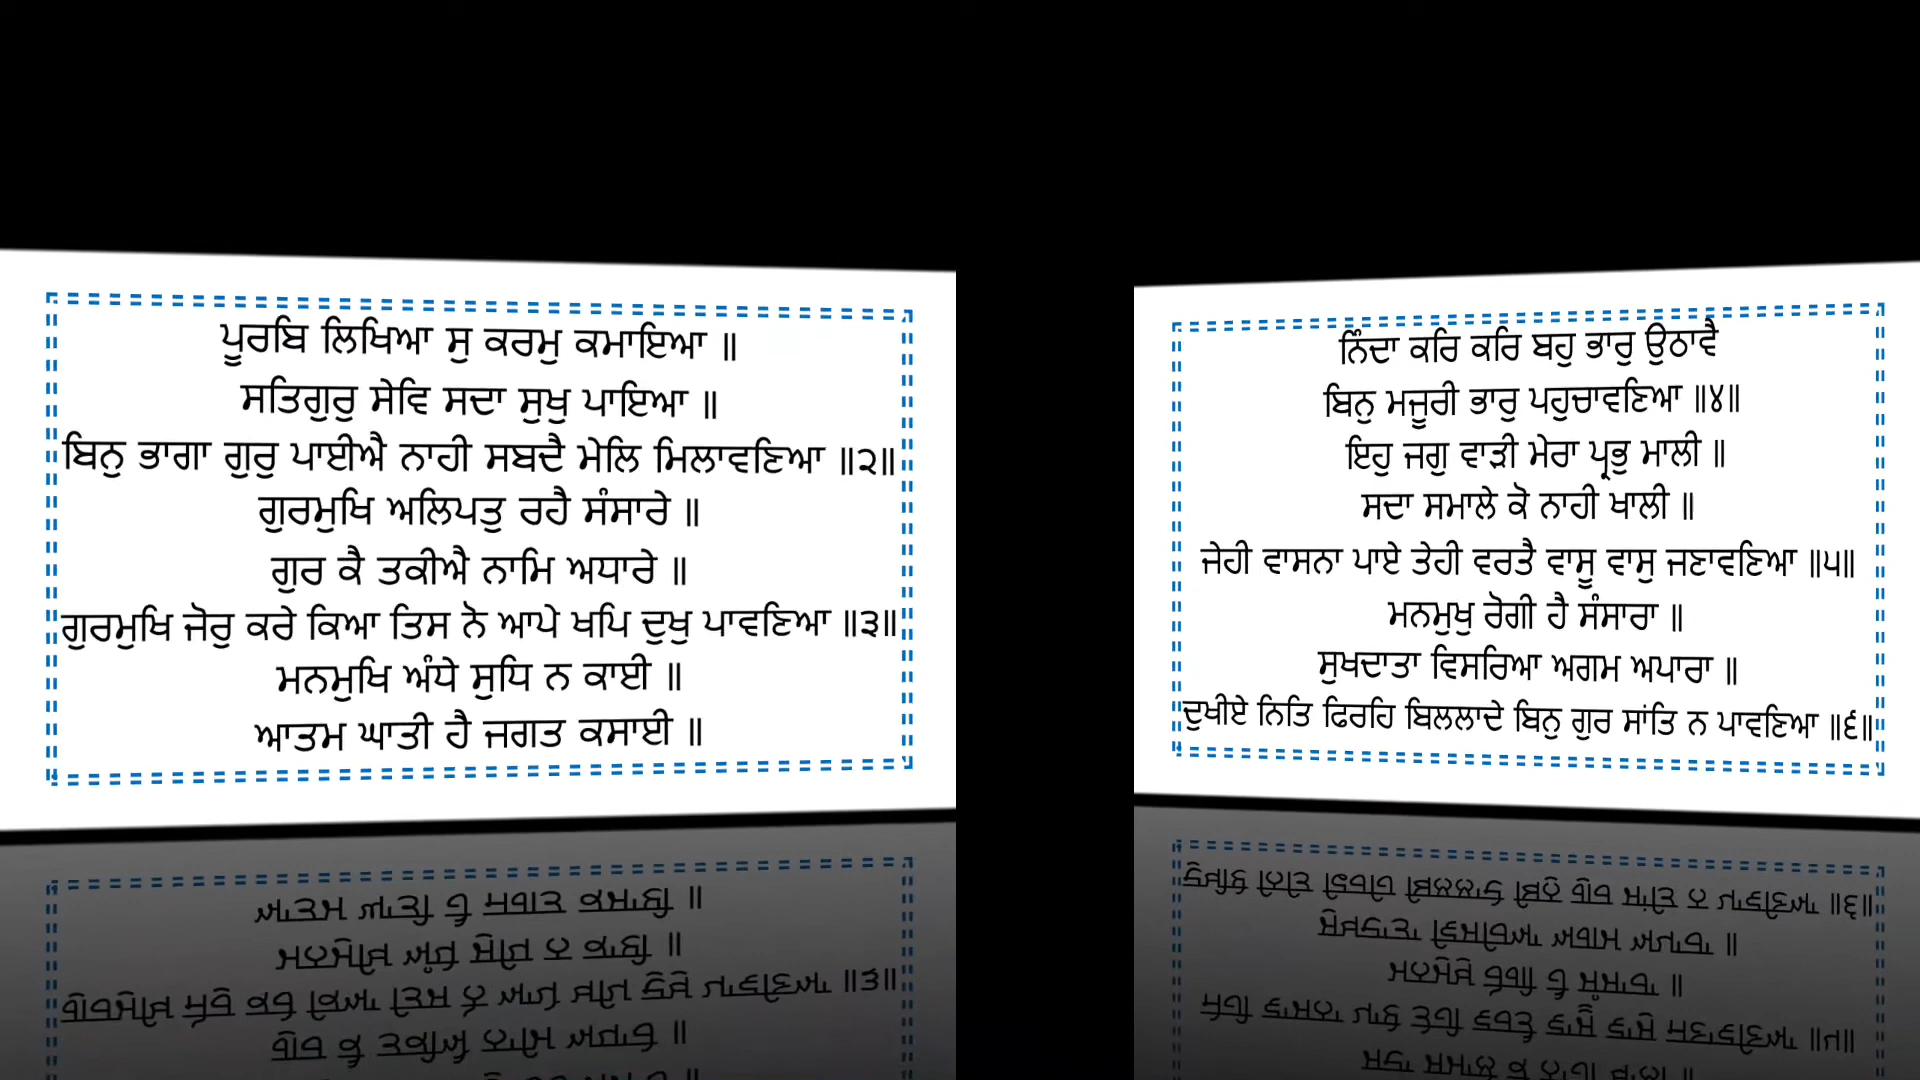 ਪੂਰਬਿ ਲਿਖਿਆ ਸੁ ਕਰਮੁ ਕਮਾਇਆ ॥
ਸਤਿਗੁਰੁ ਸੇਵਿ ਸਦਾ ਸੁਖੁ ਪਾਇਆ ॥
ਬਿਨੁ ਭਾਗਾ ਗੁਰੁ ਪਾਈਐ ਨਾਹੀ ਸਬਦੈ ਮੇਲਿ ਮਿਲਾਵਣਿਆ ॥੨॥
ਗੁਰਮੁਖਿ ਅਲਿਪਤੁ ਰਹੈ ਸੰਸਾਰੇ ॥
ਗੁਰ ਕੈ ਤਕੀਐ ਨਾਮਿ ਅਧਾਰੇ ॥
ਗੁਰਮੁਖਿ ਜੋਰੁ ਕਰੇ ਕਿਆ ਤਿਸ ਨੋ ਆਪੇ ਖਪਿ ਦੁਖੁ ਪਾਵਣਿਆ ॥੩॥
ਮਨਮੁਖਿ ਅੰਧੇ ਸੁਧਿ ਨ ਕਾਈ ॥
ਆਤਮ ਘਾਤੀ ਹੈ ਜਗਤ ਕਸਾਈ ॥
ਨਿੰਦਾ ਕਰਿ ਕਰਿ ਬਹੁ ਭਾਰੁ ਉਠਾਵੈ
ਬਿਨੁ ਮਜੂਰੀ ਭਾਰੁ ਪਹੁਚਾਵਣਿਆ ॥੪॥
ਇਹੁ ਜਗੁ ਵਾੜੀ ਮੇਰਾ ਪ੍ਰਭੁ ਮਾਲੀ ॥
ਸਦਾ ਸਮਾਲੇ ਕੋ ਨਾਹੀ ਖਾਲੀ ॥
ਜੇਹੀ ਵਾਸਨਾ ਪਾਏ ਤੇਹੀ ਵਰਤੈ ਵਾਸੂ ਵਾਸੁ ਜਣਾਵਣਿਆ ॥੫॥
ਮਨਮੁਖੁ ਰੋਗੀ ਹੈ ਸੰਸਾਰਾ ॥
ਸੁਖਦਾਤਾ ਵਿਸਰਿਆ ਅਗਮ ਅਪਾਰਾ ॥
ਦੁਖੀਏ ਨਿਤਿ ਫਿਰਹਿ ਬਿਲਲਾਦੇ ਬਿਨੁ ਗੁਰ ਸਾਂਤਿ ਨ ਪਾਵਣਿਆ ॥੬॥